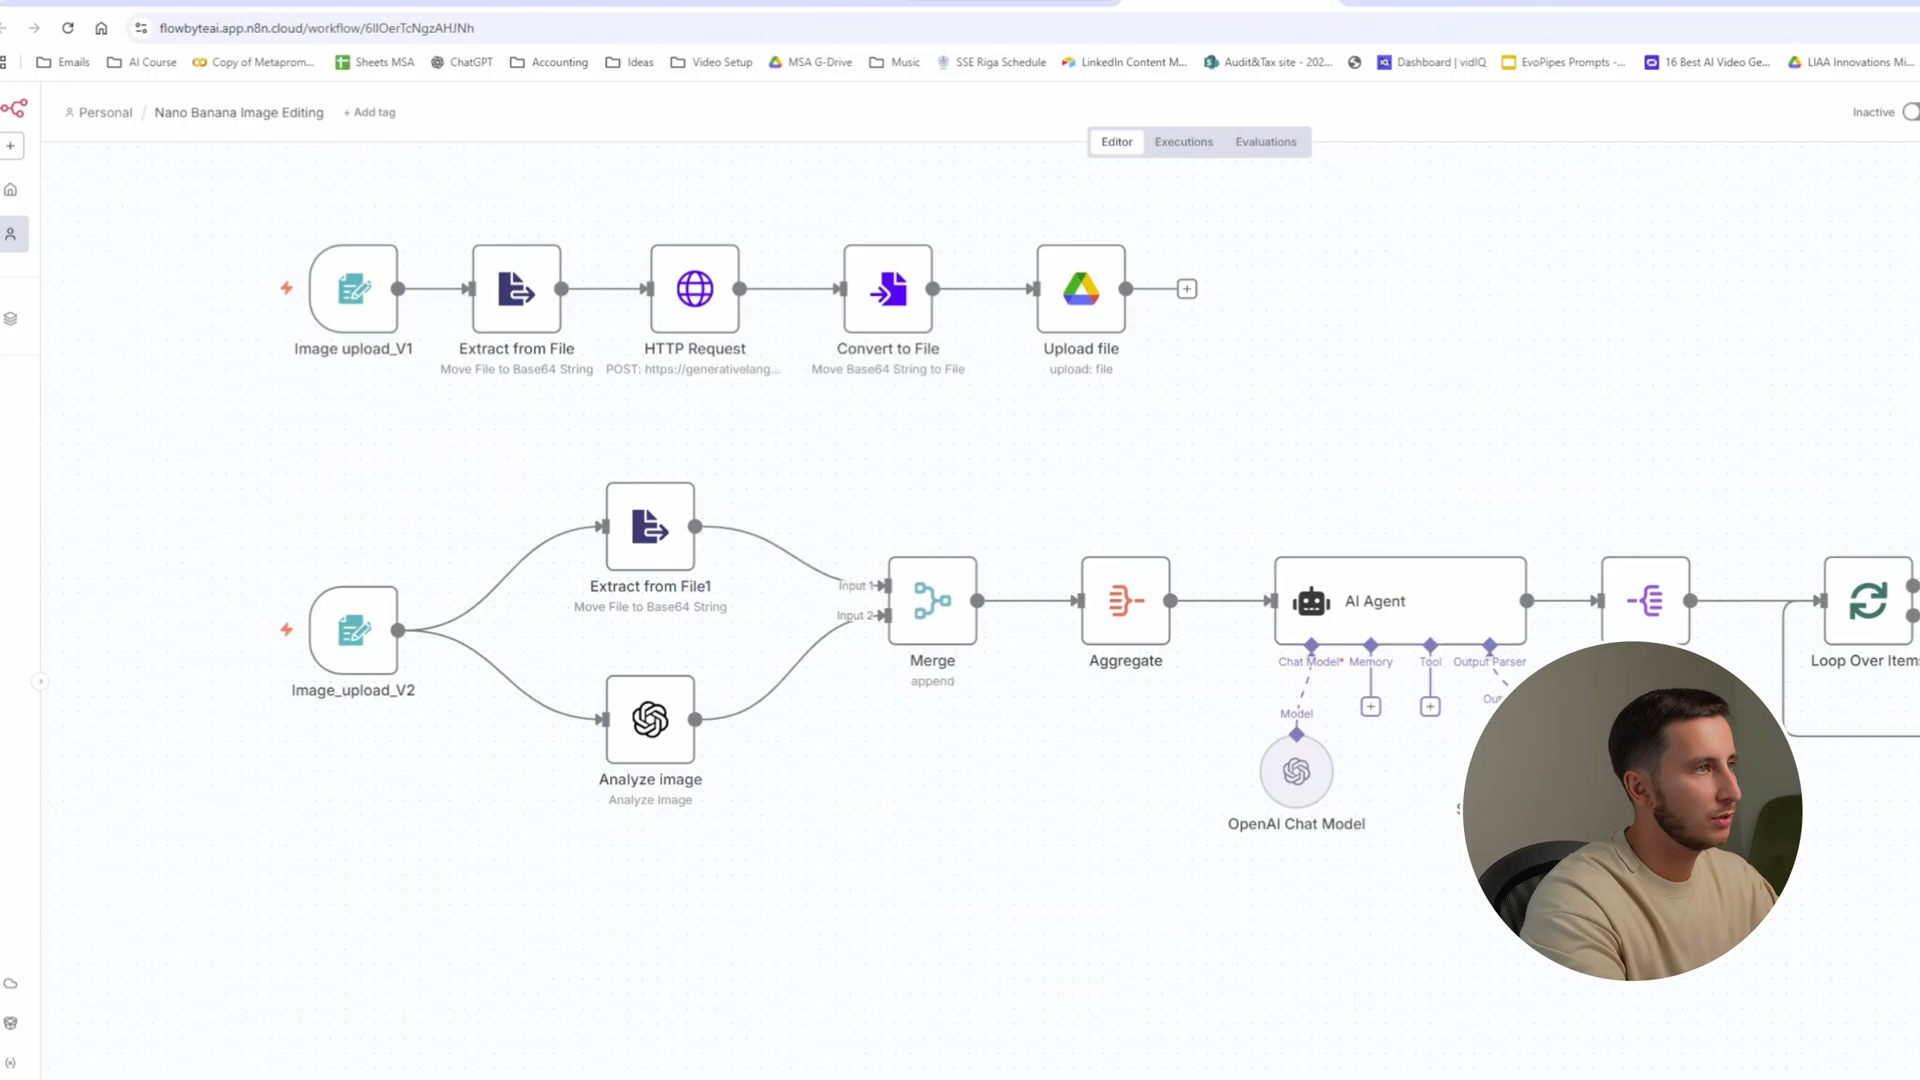 flowbyteai.app.n8n.cloud/workflow/6IlOerTcNgzAHJNh
Emails AI Course Copy of Metaprom... Sheets MSA ChatGPT Accounting Ideas Video Setup MSA G-Drive Music SSE Riga Schedule LinkedIn Content M... Audit&Tax site - 202... Dashboard | vidIQ EvoPipes Prompts -... 16 Best AI Video Ge... LIAA Innovations Mi...
Personal / Nano Banana Image Editing + Add tag
Inactive
Editor Executions Evaluations
Image upload_V1
Extract from File
Move File to Base64 String
HTTP Request
POST: https://generativelang...
Convert to File
Move Base64 String to File
Upload file
upload: file
Image_upload_V2
Extract from File1
Move File to Base64 String
Analyze image
Analyze Image
Input 1
Input 2
Merge
append
Aggregate
AI Agent
Chat Model* Memory Tool Output Parser
Model
OpenAI Chat Model
Loop Over Item